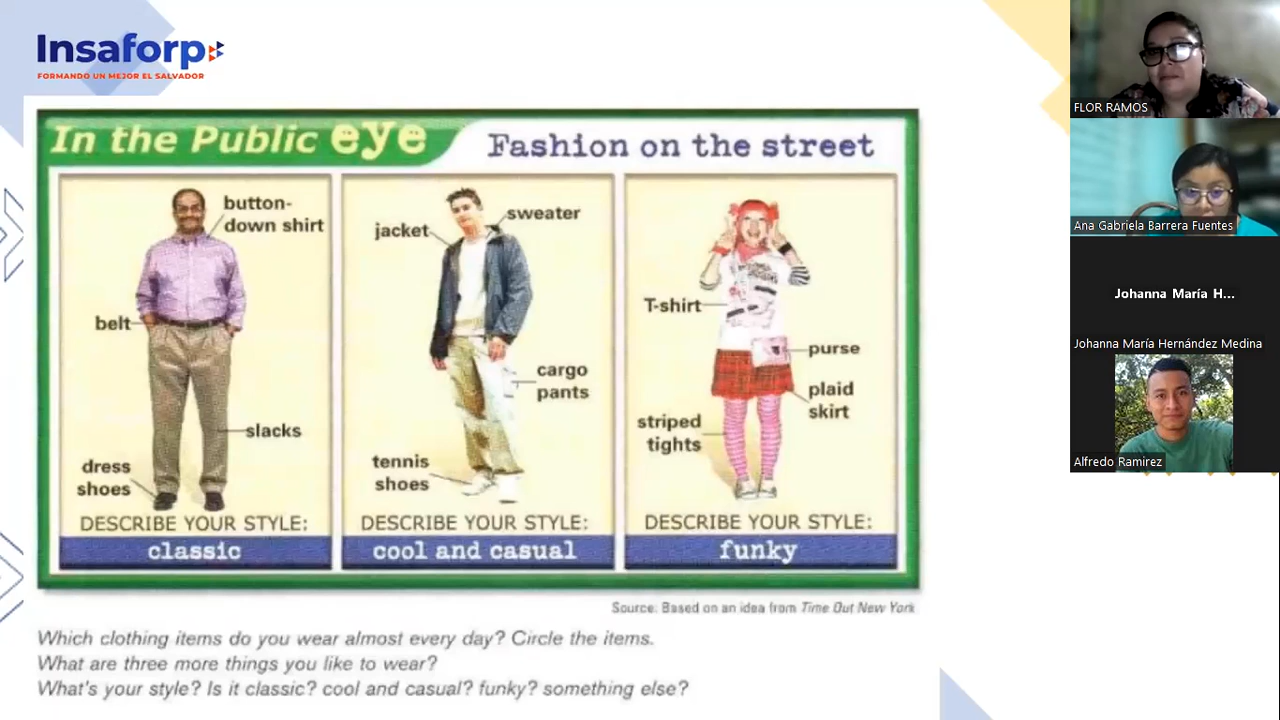 Insaforp
FORMANDO UN MEJOR EL SALVADOR
In the Public eye
Fashion on the street
button-
down shirt
belt
slacks
dress
shoes
DESCRIBE YOUR STYLE:
classic
sweater
jacket
cargo
pants
tennis
shoes
DESCRIBE YOUR STYLE:
cool and casual
T-shirt
purse
plaid
skirt
striped
tights
DESCRIBE YOUR STYLE:
funky
Source: Based on an idea from Time Out New York
Which clothing items do you wear almost every day? Circle the items.
What are three more things you like to wear?
What's your style? Is it classic? cool and casual? funky? something else?
FLOR RAMOS
Ana Gabriela Barrera Fuentes
Johanna María H...
Johanna María Hernández Medina
Alfredo Ramirez